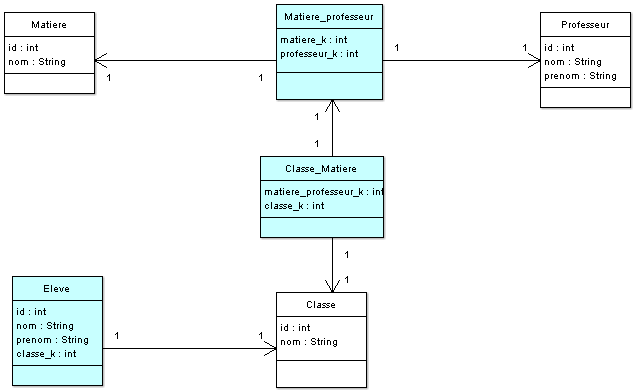 Matiere
id : int
nom : String
Matiere_professeur
matiere_k : int
professeur_k : int
Professeur
id : int
nom : String
prenom : String
1
1
1
1
1
1
Classe_Matiere
matiere_professeur_k : int
classe_k : int
1
1
Eleve
id : int
nom : String
prenom : String
classe_k : int
1
1
Classe
id : int
nom : String